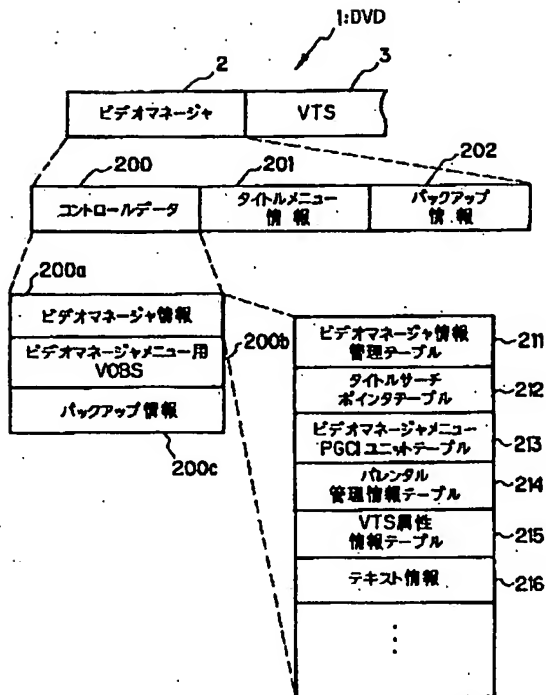 1:DVD
2
3
ビデオマネージャ
VTS
200
201
202
コントロールデータ
タイトルメニュー
情報
バックアップ
情報
200a
ビデオマネージャ情報
ビデオマネージャメニュー用
VOBS
200b
バックアップ情報
200c
ビデオマネージャ情報
管理テーブル
211
タイトルサーチ
ポインタテーブル
212
ビデオマネージャメニュー
PGCIユニットテーブル
213
パレンタル
管理情報テーブル
214
VTS属性
情報テーブル
215
テキスト情報
216